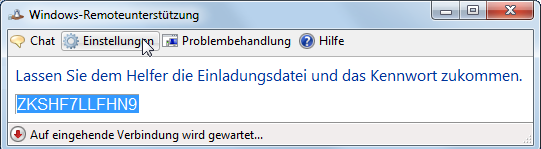 Windows-Remoteunterstützung
Chat Einstellungen Problembehandlung Hilfe
Lassen Sie dem Helfer die Einladungsdatei und das Kennwort zukommen.
ZKSHF7LLFHN9
Auf eingehende Verbindung wird gewartet...